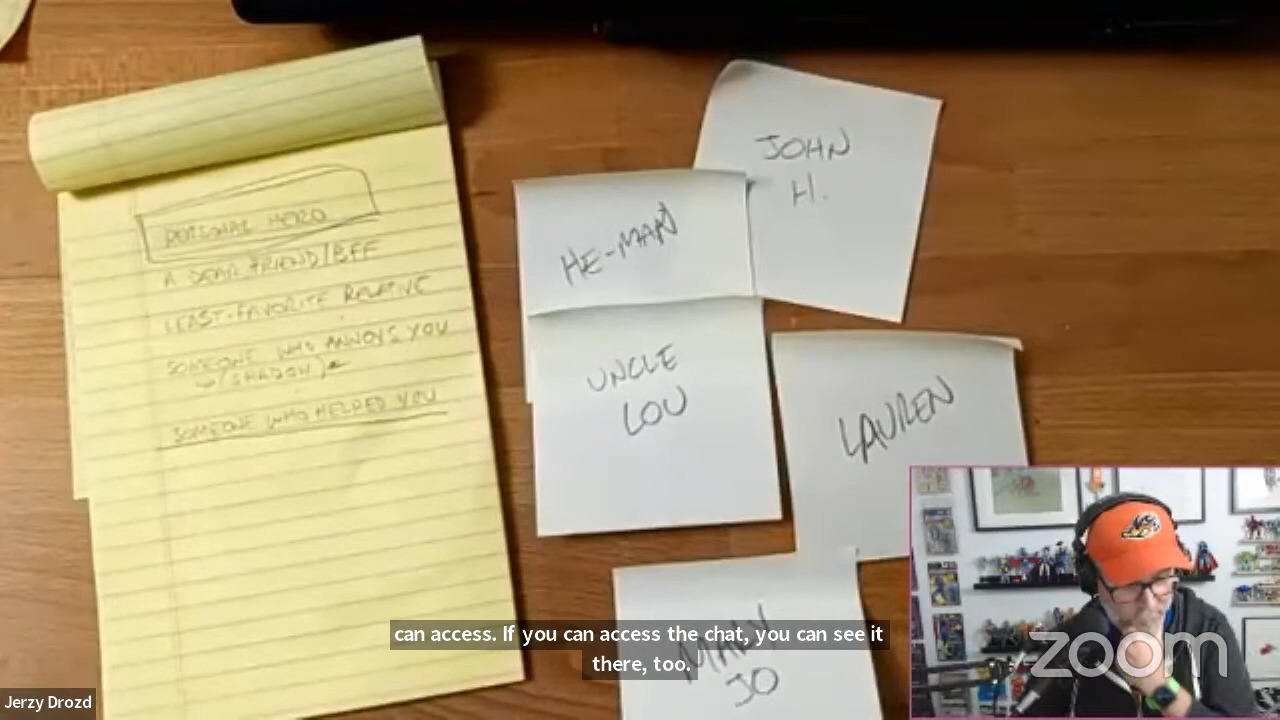 PERSONAL HERO
A DEAR FRIEND/BFF
LEAST-FAVORITE RELATIVE
SOMEONE WHO ANNOYS YOU
(SHADOW)
SOMEONE WHO HELPED YOU
JOHN
H.
HE-MAN
UNCLE
LOU
LAUREN
MARY
JO
can access. If you can access the chat, you can see it
there, too.
zoom
Jerzy Drozd